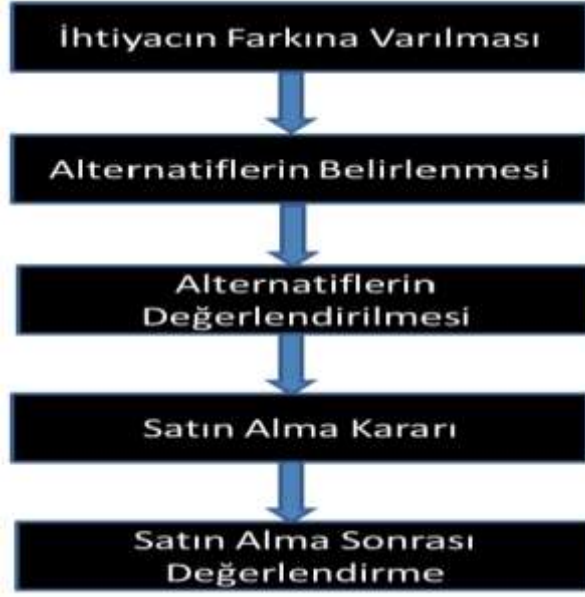 İhtiyacın Farkına Varılması
Alternatiflerin Belirlenmesi
Alternatiflerin
Değerlendirilmesi
Satın Alma Kararı
Satın Alma Sonrası
Değerlendirme